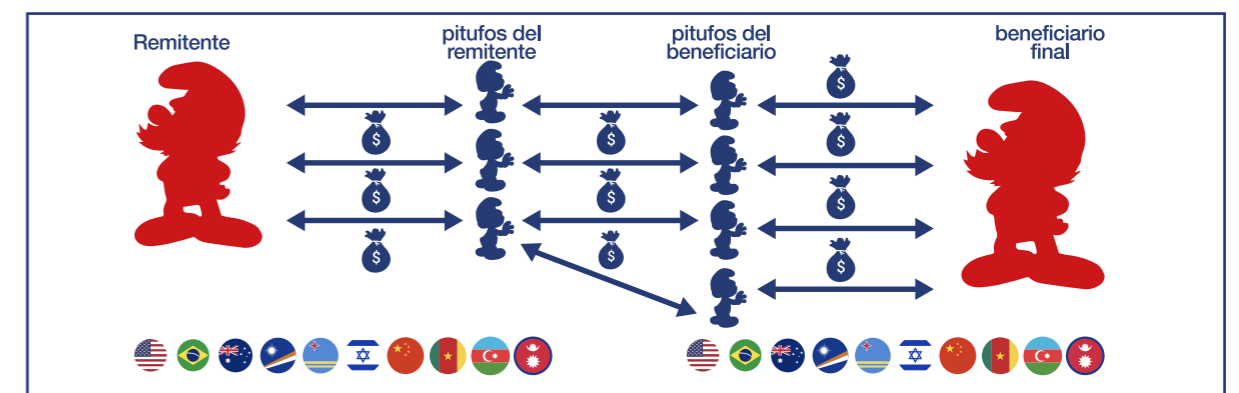 Remitente
pitufos del
remitente
pitufos del
beneficiario
beneficiario
final
$
$
$
$
$
$
$
$
$
$